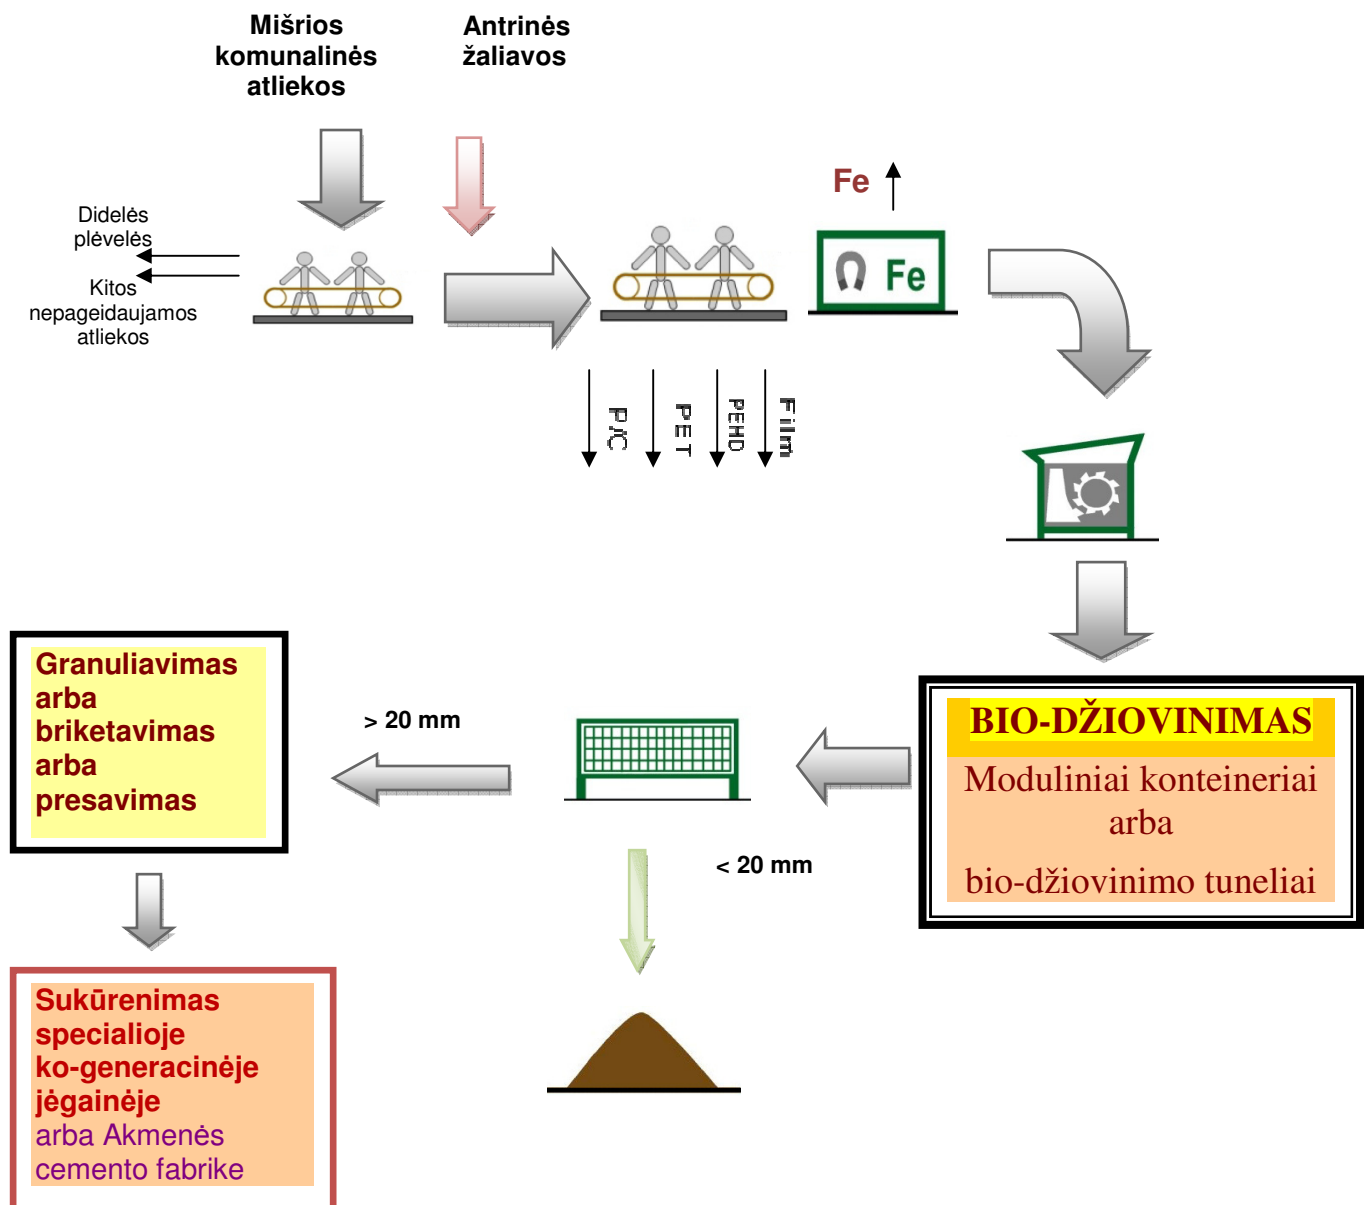 Mišrios
komunalinės
atliekos
Antrinės
žaliavos
Didelės
plėvelės
Kitos
nepageidaujamos
atliekos
Fe
Fe
P/C
PET
PEHD
Film
Granuliavimas
arba
briketavimas
arba
presavimas
> 20 mm
< 20 mm
BIO-DŽIOVINIMAS
Moduliniai konteineriai
arba
bio-džiovinimo tuneliai
Sukūrenimas
specialioje
ko-generacinėje
jėgainėje
arba Akmenės
cemento fabrike